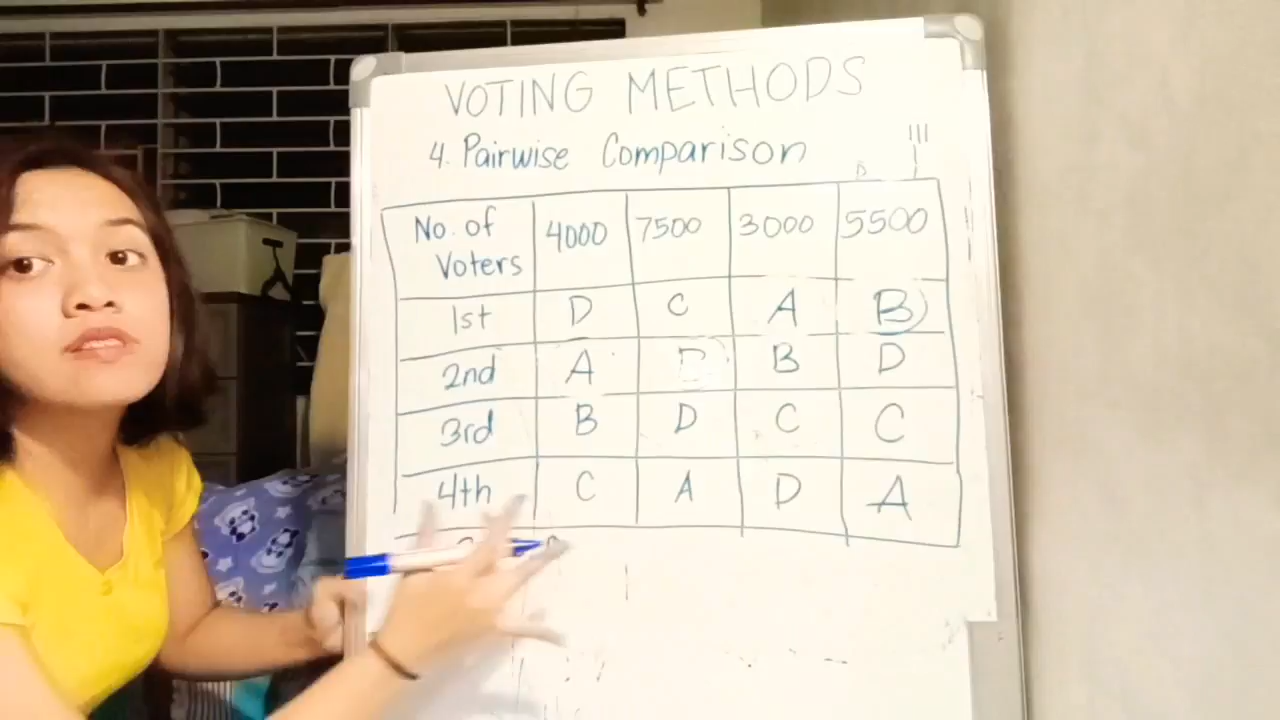 VOTING METHODS
4. Pairwise Comparison
No. of Voters 4000 7500 3000 5500
1st D C A B
2nd A B D
3rd B D C C
4th C A D A